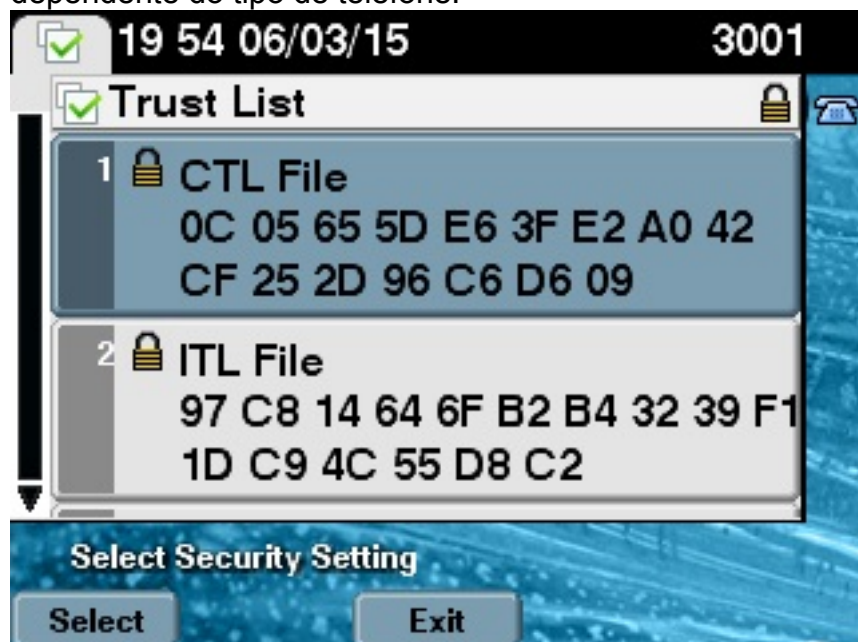 dependente do tipo de telefone.
19 54 06/03/15 3001
Trust List
1 CTL File
0C 05 65 5D E6 3F E2 A0 42
CF 25 2D 96 C6 D6 09
2 ITL File
97 C8 14 64 6F B2 B4 32 39 F1
1D C9 4C 55 D8 C2
Select Security Setting
Select Exit